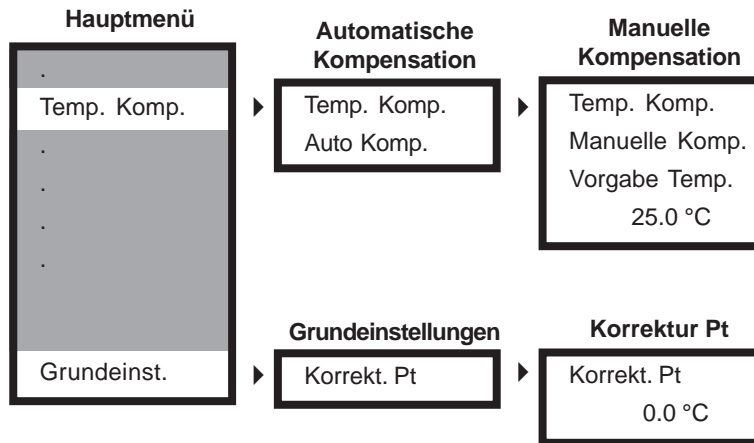 Hauptmenü
.
Temp. Komp.
.
.
.
.
Grundeinst.
Automatische
Kompensation
Temp. Komp.
Auto Komp.
Manuelle
Kompensation
Temp. Komp.
Manuelle Komp.
Vorgabe Temp.
25.0 °C
Grundeinstellungen
Korrekt. Pt
Korrektur Pt
Korrekt. Pt
0.0 °C